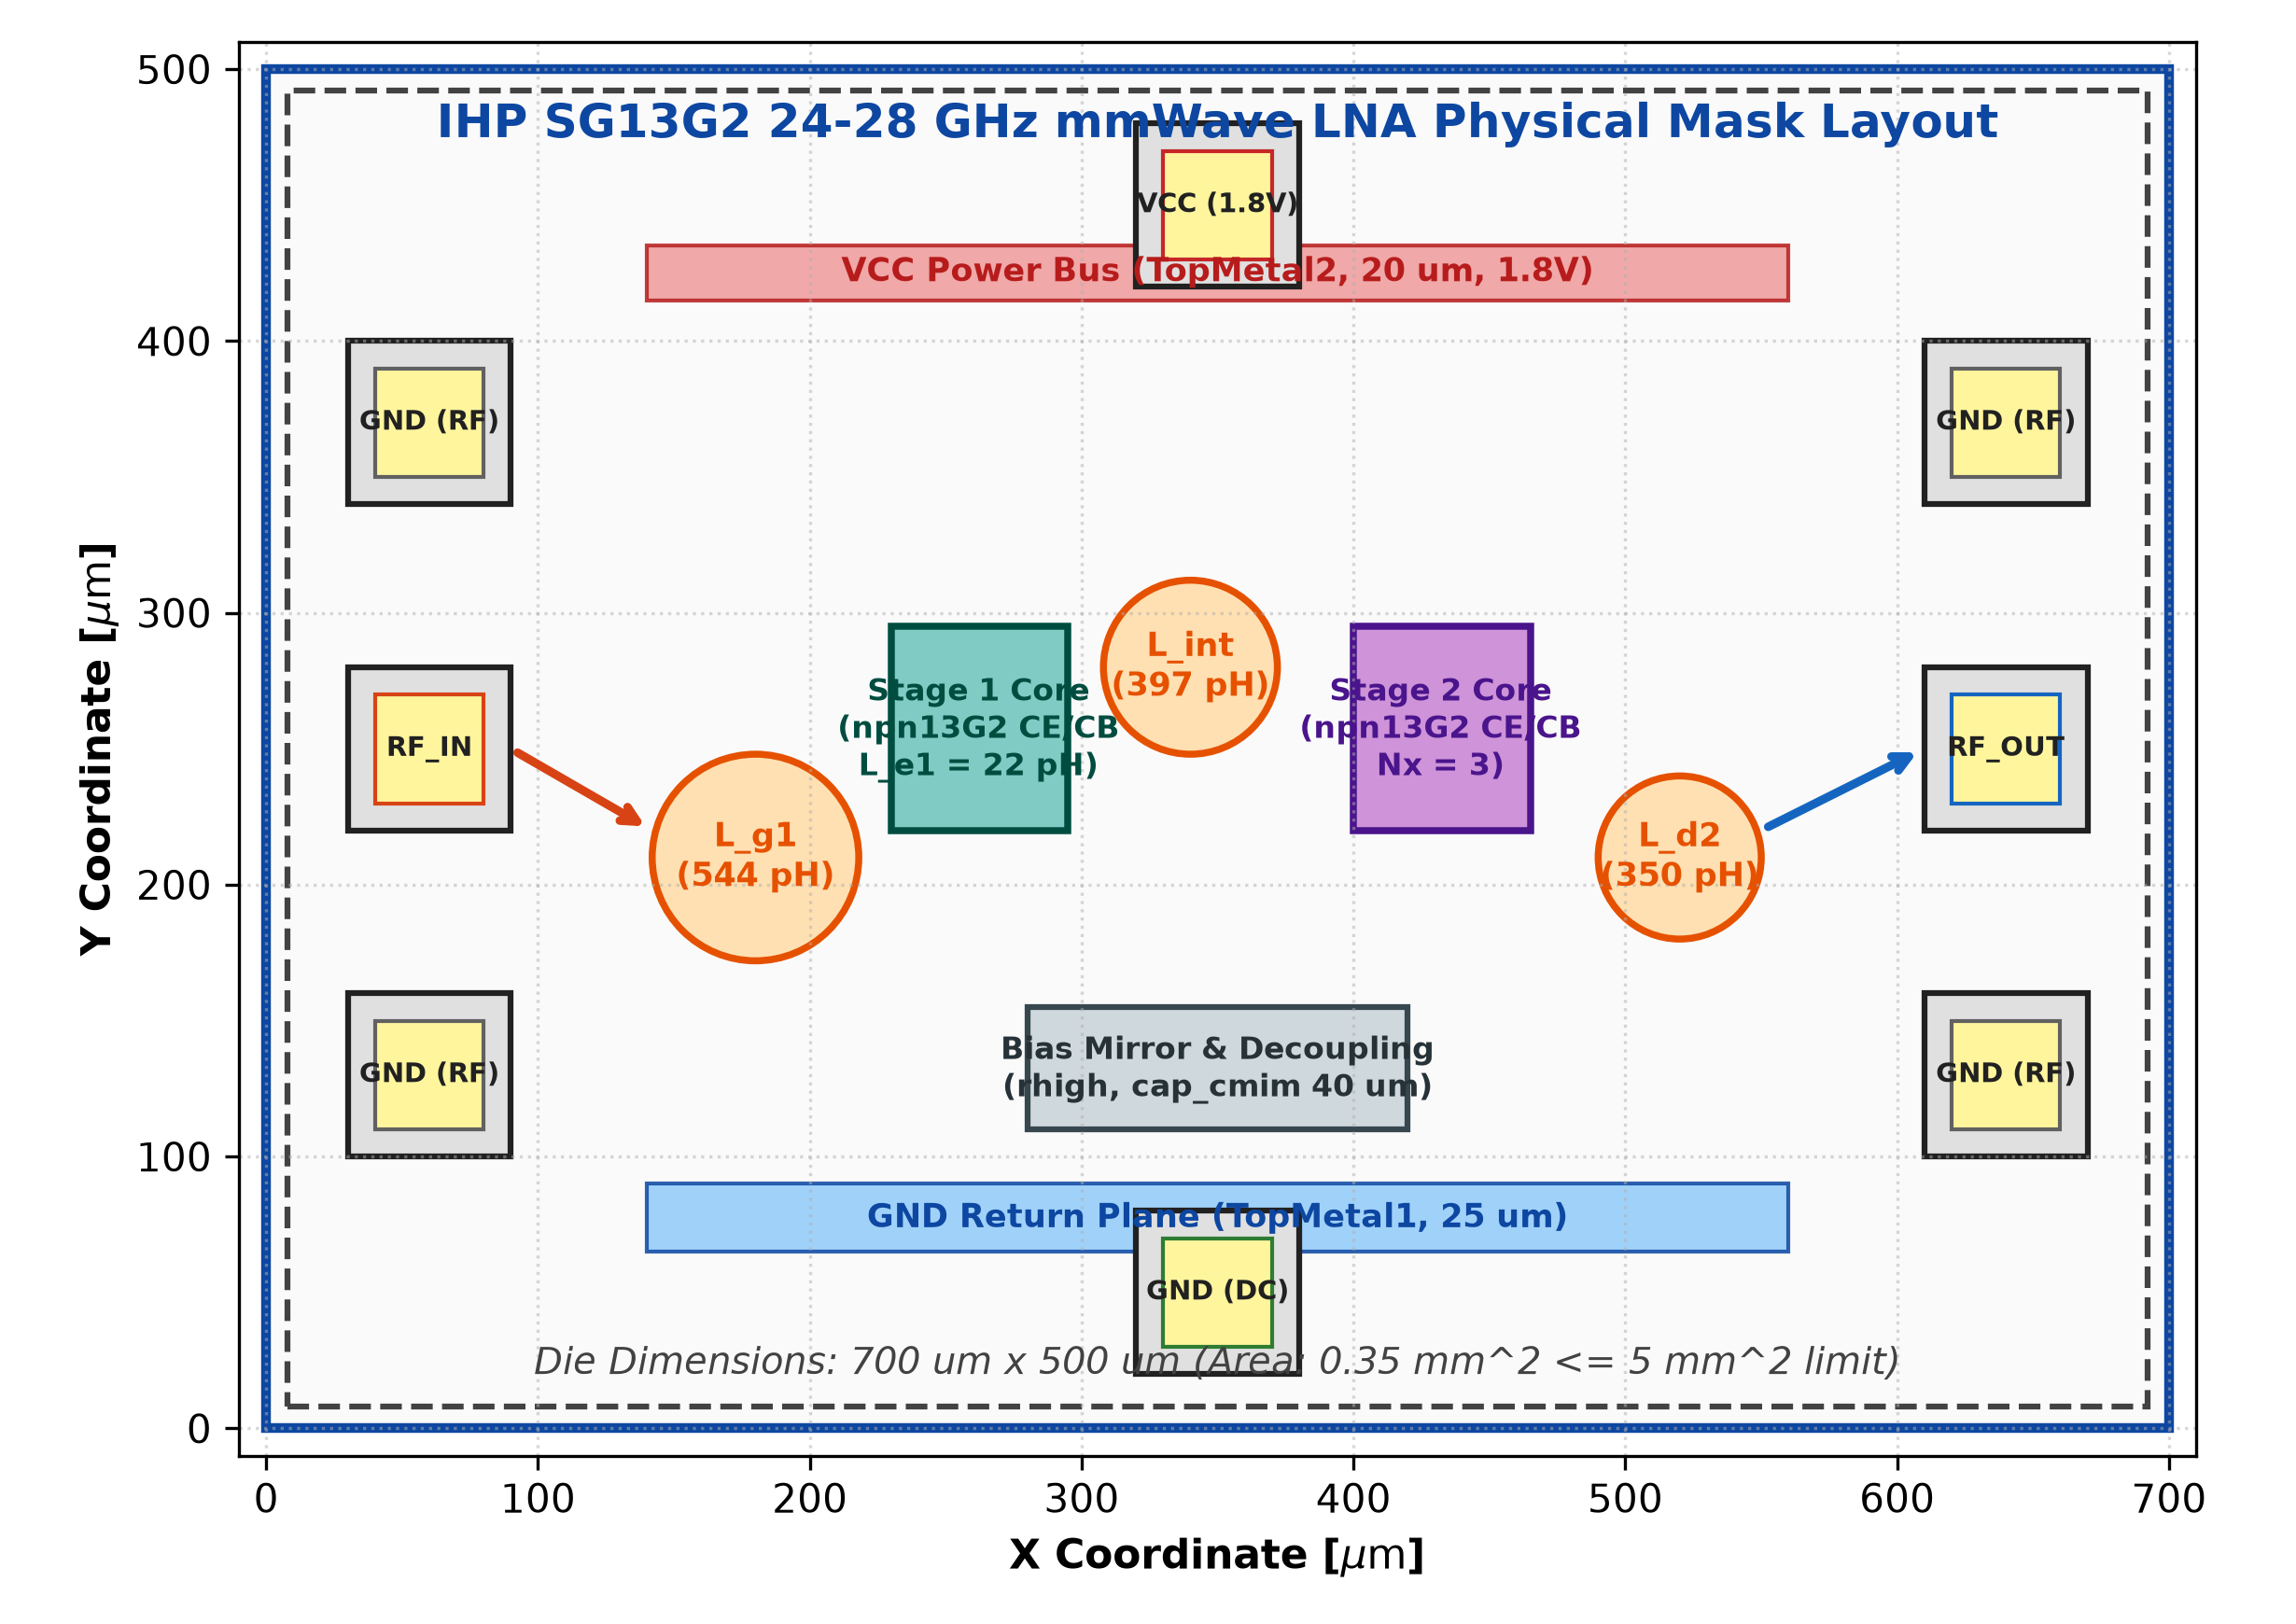 IHP SG13G2 24-28 GHz mmWave LNA Physical Mask Layout
VCC (1.8V)
VCC Power Bus (TopMetal2, 20 um, 1.8V)
GND (RF)
GND (RF)
L_int
(397 pH)
Stage 1 Core
(npn13G2 CE/CB
L_e1 = 22 pH)
Stage 2 Core
(npn13G2 CE/CB
Nx = 3)
RF_IN
RF_OUT
L_g1
(544 pH)
L_d2
(350 pH)
GND (RF)
Bias Mirror & Decoupling
(rhigh, cap_cmim 40 um)
GND (RF)
GND Return Plane (TopMetal1, 25 um)
GND (DC)
Die Dimensions: 700 um x 500 um (Area: 0.35 mm^2 <= 5 mm^2 limit)
Y Coordinate [μm]
500
400
300
200
100
0
0 100 200 300 400 500 600 700
X Coordinate [μm]